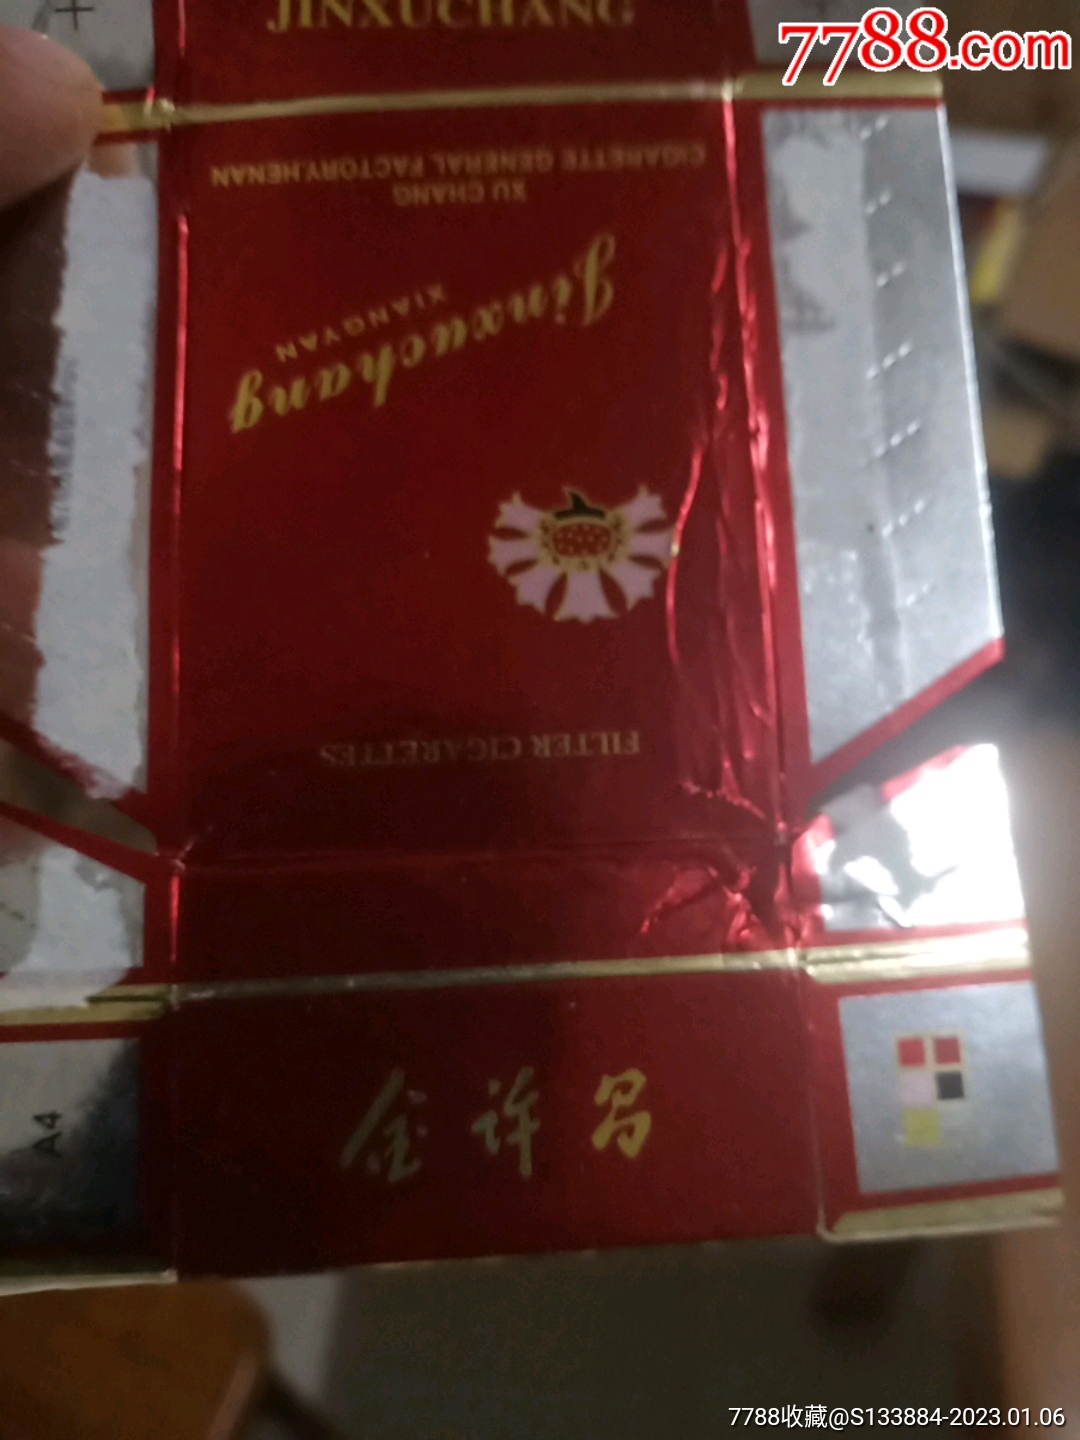 7788.com
JINXUCHANG
XU CHANG
CIGARETTE GENERAL FACTORY.HENAN
Jinxuchang
XIANGYAN
FILTER CIGARETTES
金许昌
A4
7788收藏@S133884-2023.01.06